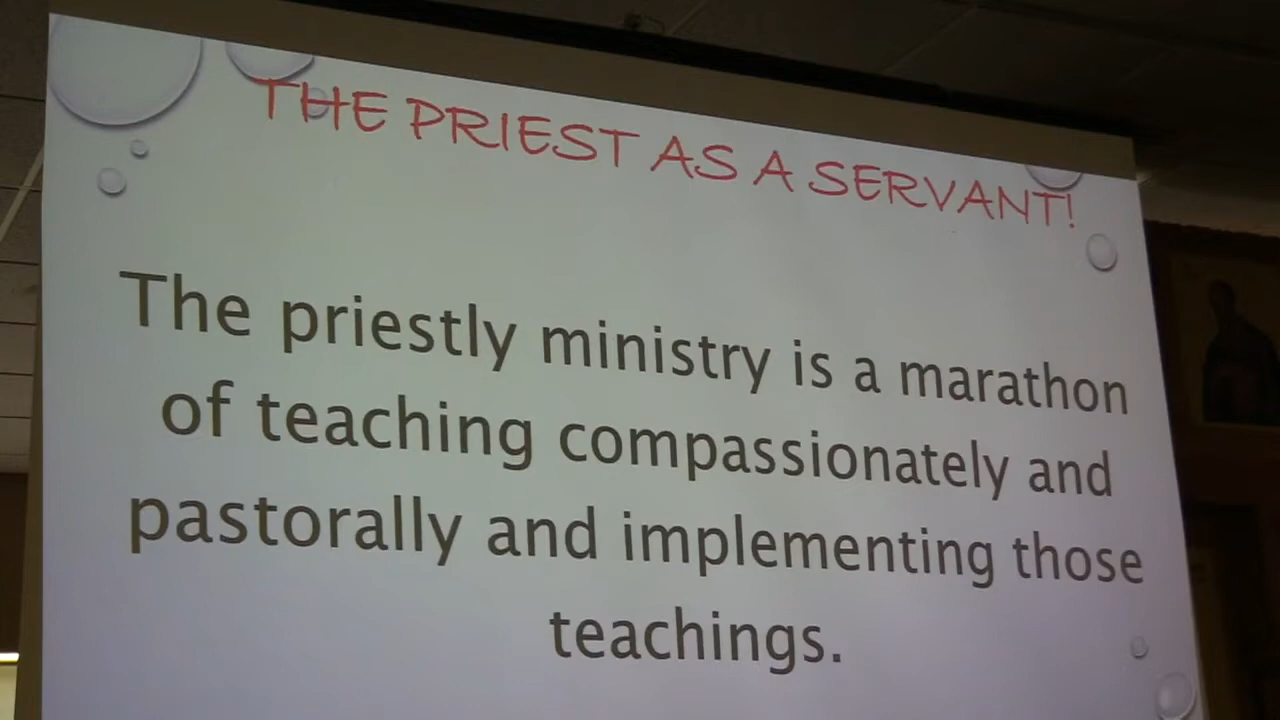 THE PRIEST AS A SERVANT!
The priestly ministry is a marathon
of teaching compassionately and
pastorally and implementing those
teachings.